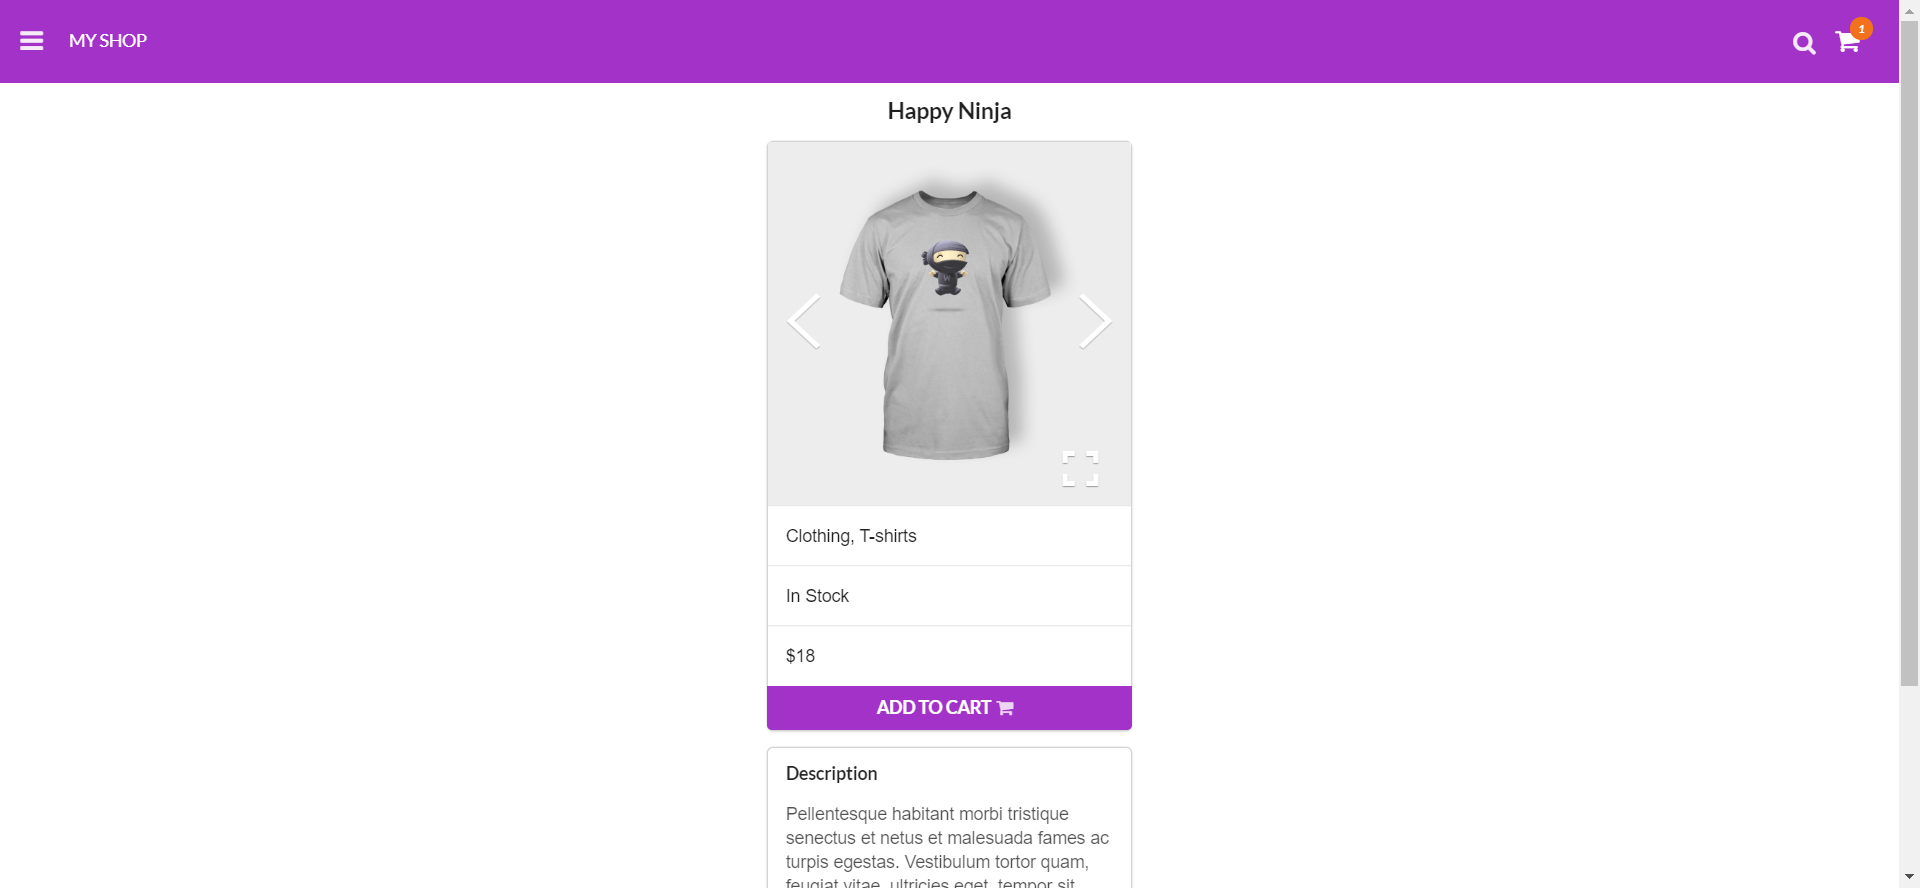 MY SHOP
1
Happy Ninja
Clothing, T-shirts
In Stock
$18
ADD TO CART
Description
Pellentesque habitant morbi tristique
senectus et netus et malesuada fames ac
turpis egestas. Vestibulum tortor quam,
feugiat vitae, ultricies eget, tempor sit